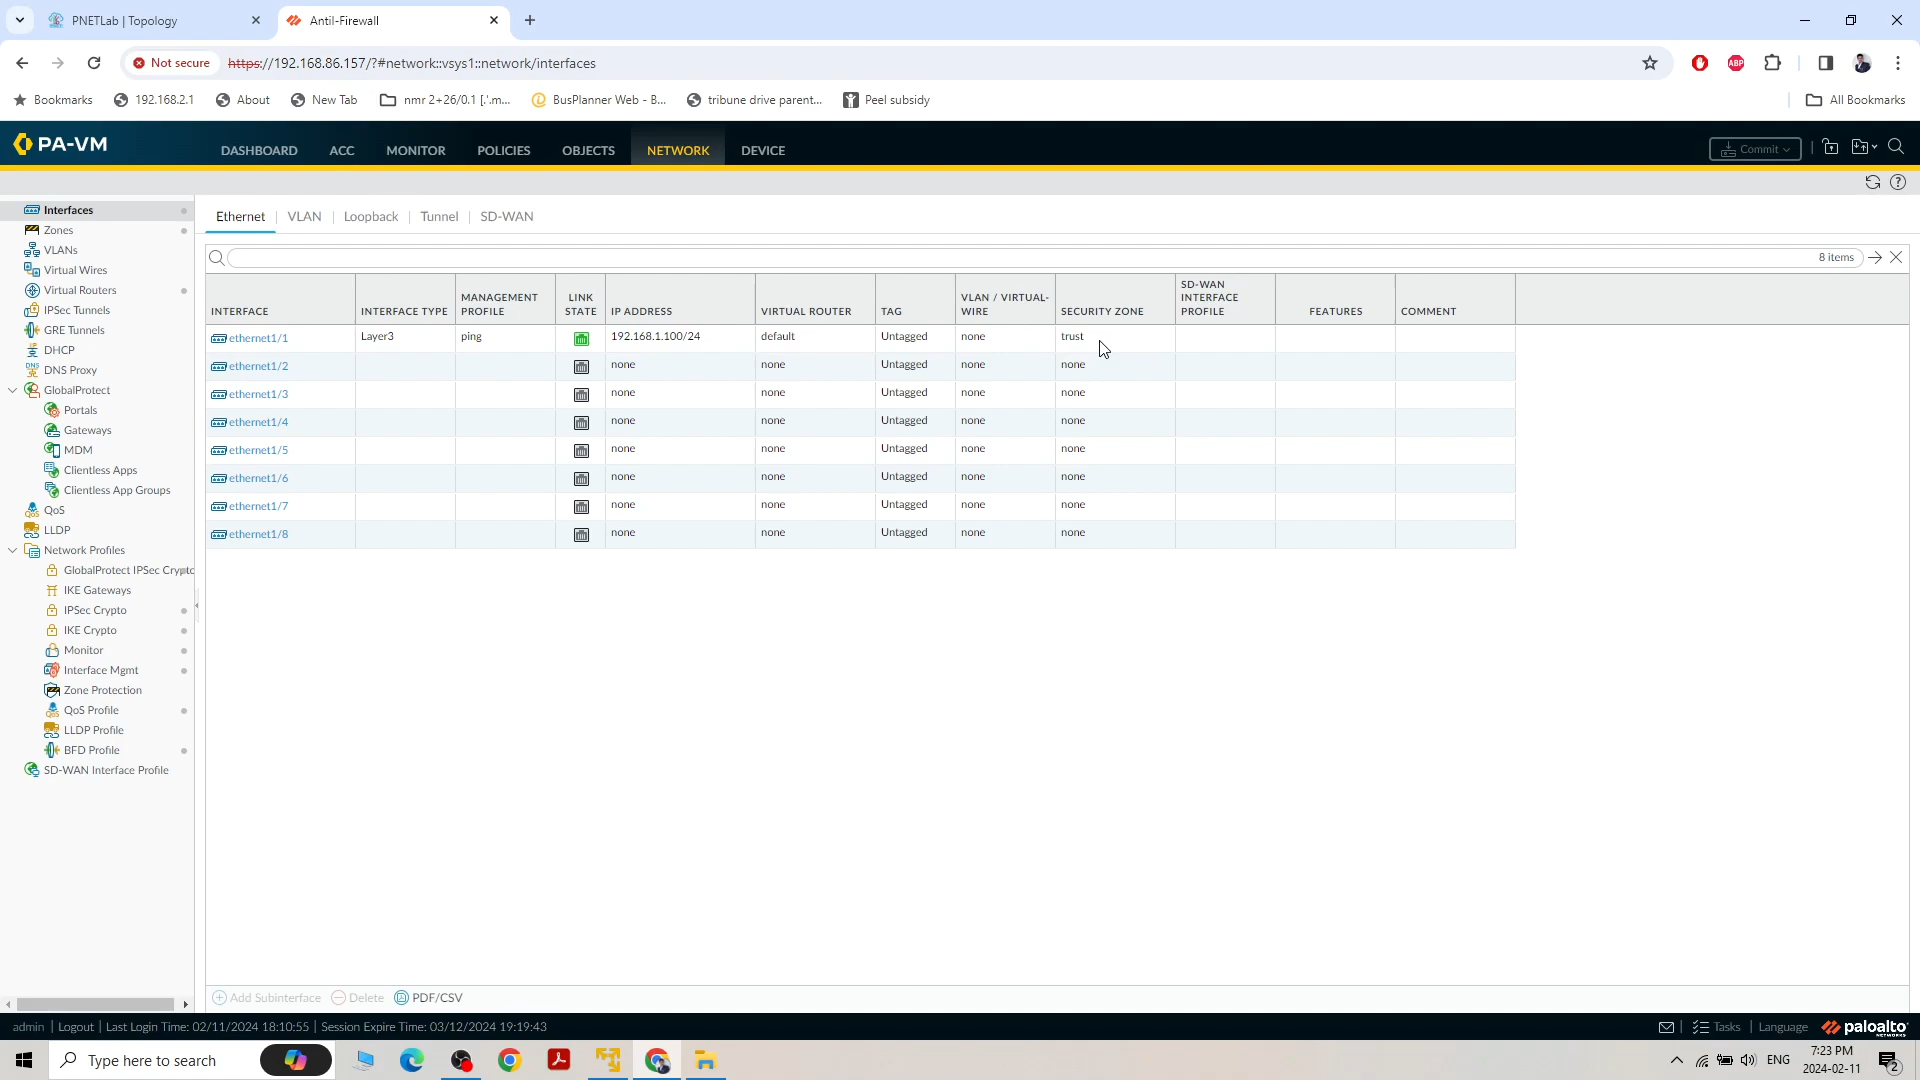 PNETLab | Topology
Antil-Firewall
Not secure
https://192.168.86.157/?#network::vsys1::network/interfaces
ABP
Bookmarks
192.168.2.1
About
New Tab
nmr 2+26/0.1 [.'.m...
BusPlanner Web - B...
tribune drive parent...
Peel subsidy
All Bookmarks
PA-VM
DASHBOARD
ACC
MONITOR
POLICIES
OBJECTS
NETWORK
DEVICE
Commit
Interfaces
Zones
VLANs
Virtual Wires
Virtual Routers
IPSec Tunnels
GRE Tunnels
DHCP
DNS Proxy
GlobalProtect
Portals
Gateways
MDM
Clientless Apps
Clientless App Groups
QoS
LLDP
Network Profiles
GlobalProtect IPSec Crypto
IKE Gateways
IPSec Crypto
IKE Crypto
Monitor
Interface Mgmt
Zone Protection
QoS Profile
LLDP Profile
BFD Profile
SD-WAN Interface Profile
Ethernet | VLAN | Loopback | Tunnel | SD-WAN
8 items
INTERFACE
INTERFACE TYPE
MANAGEMENT PROFILE
LINK STATE
IP ADDRESS
VIRTUAL ROUTER
TAG
VLAN / VIRTUAL-WIRE
SECURITY ZONE
SD-WAN INTERFACE PROFILE
FEATURES
COMMENT
ethernet1/1 Layer3 ping 192.168.1.100/24 default Untagged none trust
ethernet1/2 none none Untagged none none
ethernet1/3 none none Untagged none none
ethernet1/4 none none Untagged none none
ethernet1/5 none none Untagged none none
ethernet1/6 none none Untagged none none
ethernet1/7 none none Untagged none none
ethernet1/8 none none Untagged none none
Add Subinterface
Delete
PDF/CSV
admin | Logout | Last Login Time: 02/11/2024 18:10:55 | Session Expire Time: 03/12/2024 19:19:43
Tasks | Language
paloalto
NETWORKS
Type here to search
ENG
7:23 PM
2024-02-11
2